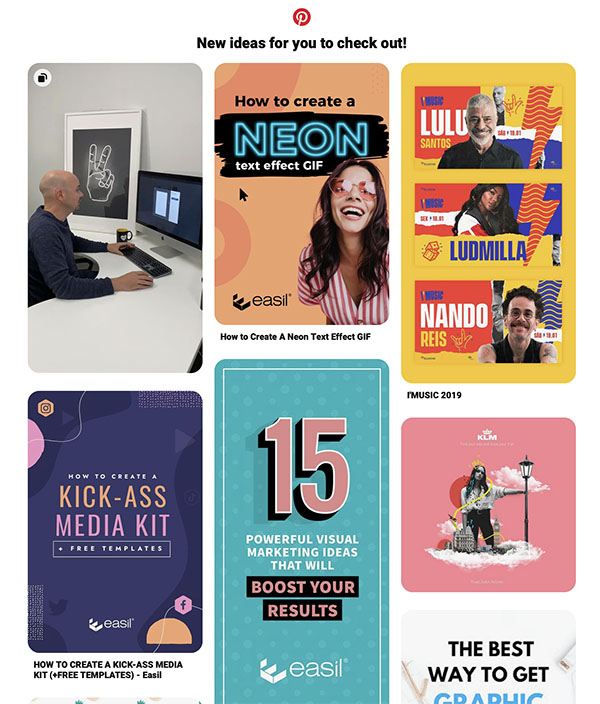 New ideas for you to check out!
How to create a
NEON
text effect GIF
easil
How to Create A Neon Text Effect GIF
I'MUSIC
LULU
SANTOS
SÁB • 19.01
I'MUSIC
SEX • 18.01
LUDMILLA
I'MUSIC
NANDO
REIS
I'MUSIC 2019
HOW TO CREATE A
KICK-ASS
MEDIA KIT
+ FREE TEMPLATES
easil
HOW TO CREATE A KICK-ASS MEDIA
KIT (+FREE TEMPLATES) - Easil
15
POWERFUL VISUAL
MARKETING IDEAS
THAT WILL
BOOST YOUR
RESULTS
easil
KLM
THE BEST
WAY TO GET
GRAPHIC